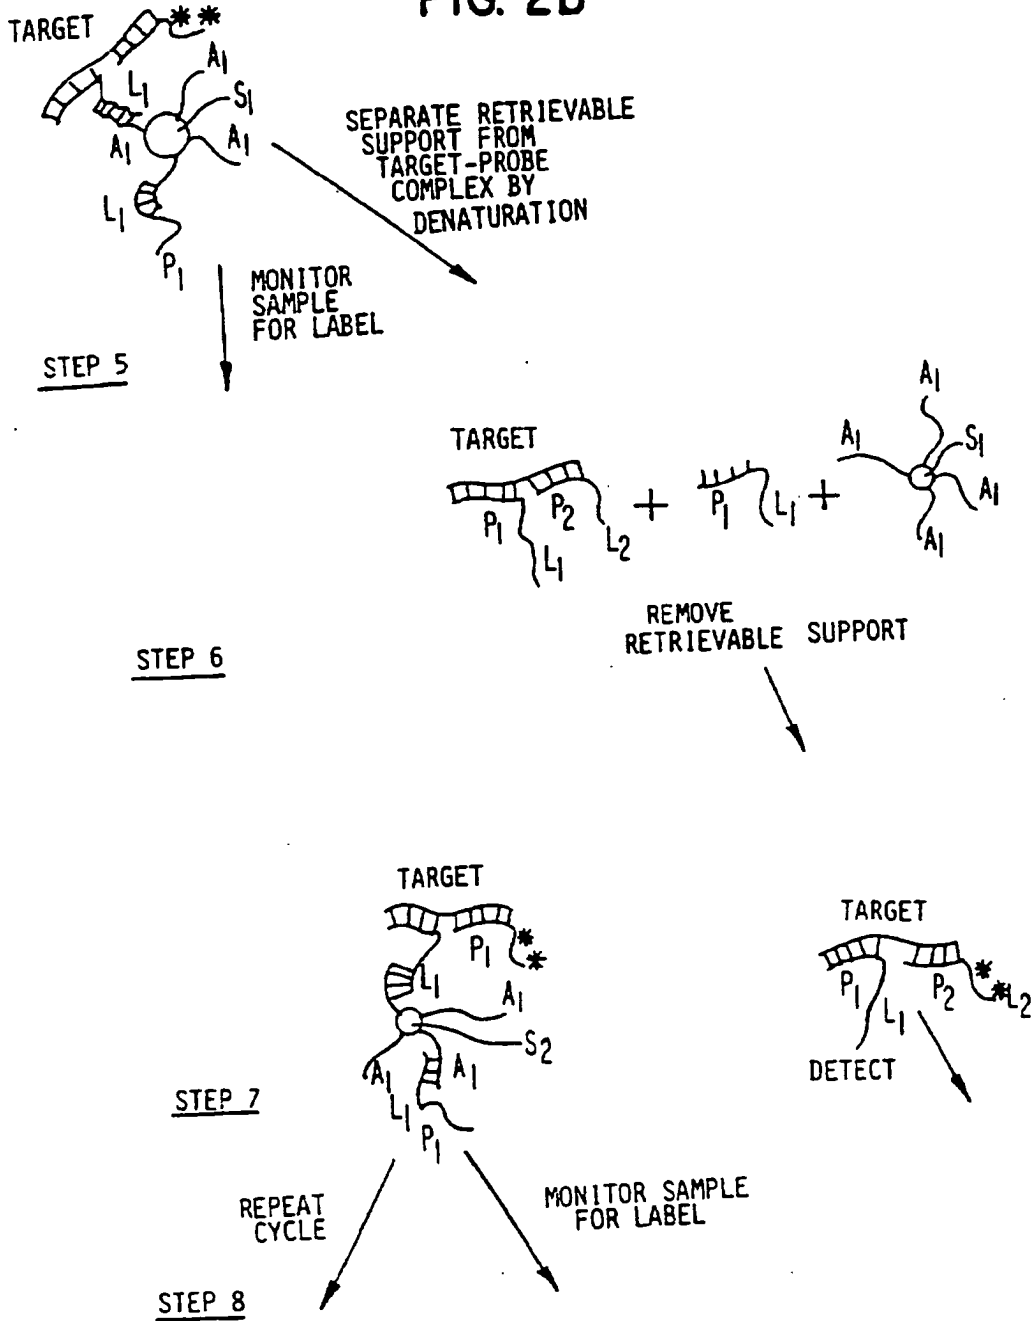 FIG. 2B
TARGET
**
A1
L1
S1
A1
A1
L1
P1
SEPARATE RETRIEVABLE
SUPPORT FROM
TARGET-PROBE
COMPLEX BY
DENATURATION
MONITOR
SAMPLE
FOR LABEL
STEP 5
TARGET
P1
P2
L1
L2
+
P1
L1
+
A1
A1
S1
A1
A1
REMOVE
RETRIEVABLE SUPPORT
STEP 6
TARGET
P1
**
L1
A1
S2
A1
A1
L1
P1
STEP 7
TARGET
P1
L1
P2
**
L2
DETECT
REPEAT
CYCLE
MONITOR SAMPLE
FOR LABEL
STEP 8